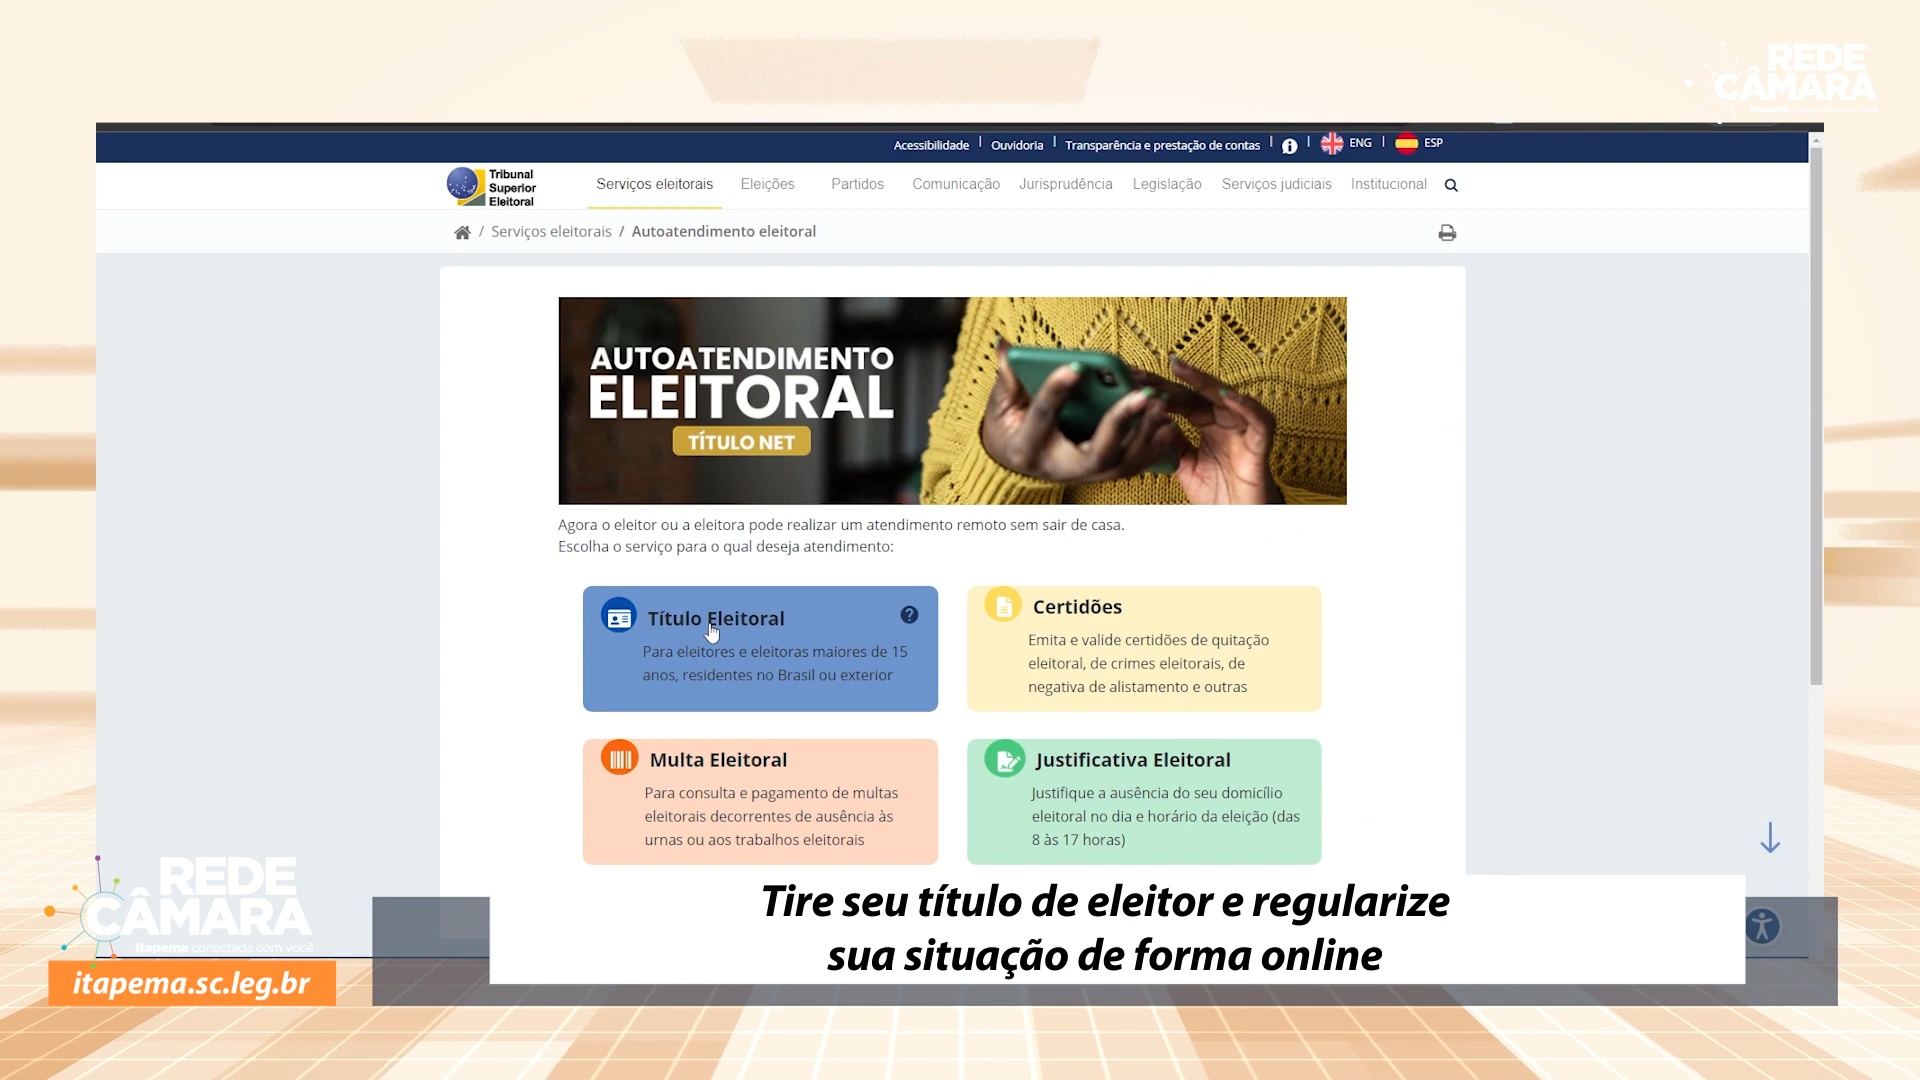 REDE
CÂMARA
Acessibilidade
Ouvidoria
Transparência e prestação de contas
ENG
ESP
Tribunal
Superior
Eleitoral
Serviços eleitorais
Eleições
Partidos
Comunicação
Jurisprudência
Legislação
Serviços judiciais
Institucional
/ Serviços eleitorais / Autoatendimento eleitoral
AUTOATENDIMENTO
ELEITORAL
TÍTULO NET
Agora o eleitor ou a eleitora pode realizar um atendimento remoto sem sair de casa.
Escolha o serviço para o qual deseja atendimento:
Título Eleitoral
Para eleitores e eleitoras maiores de 15
anos, residentes no Brasil ou exterior
Certidões
Emita e valide certidões de quitação
eleitoral, de crimes eleitorais, de
negativa de alistamento e outras
Multa Eleitoral
Para consulta e pagamento de multas
eleitorais decorrentes de ausência às
urnas ou aos trabalhos eleitorais
Justificativa Eleitoral
Justifique a ausência do seu domicílio
eleitoral no dia e horário da eleição (das
8 às 17 horas)
REDE
CÂMARA
Itapema conectada com você
itapema.sc.leg.br
Tire seu título de eleitor e regularize
sua situação de forma online